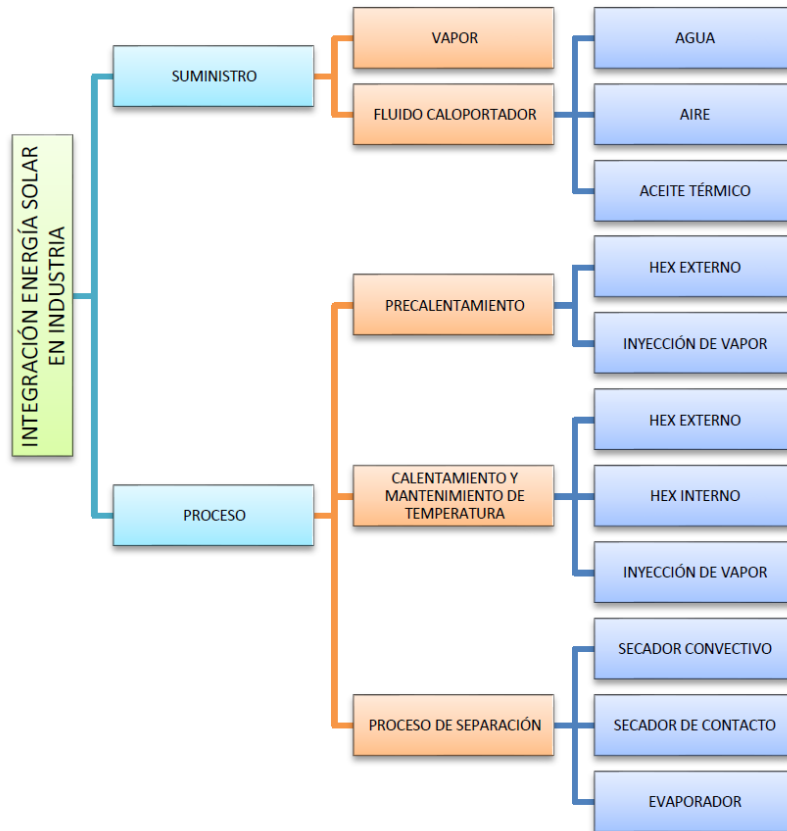 INTEGRACIÓN ENERGÍA SOLAR
EN INDUSTRIA
SUMINISTRO
VAPOR
FLUIDO CALOPORTADOR
AGUA
AIRE
ACEITE TÉRMICO
PROCESO
PRECALENTAMIENTO
HEX EXTERNO
INYECCIÓN DE VAPOR
CALENTAMIENTO Y
MANTENIMIENTO DE
TEMPERATURA
HEX EXTERNO
HEX INTERNO
INYECCIÓN DE VAPOR
PROCESO DE SEPARACIÓN
SECADOR CONVECTIVO
SECADOR DE CONTACTO
EVAPORADOR